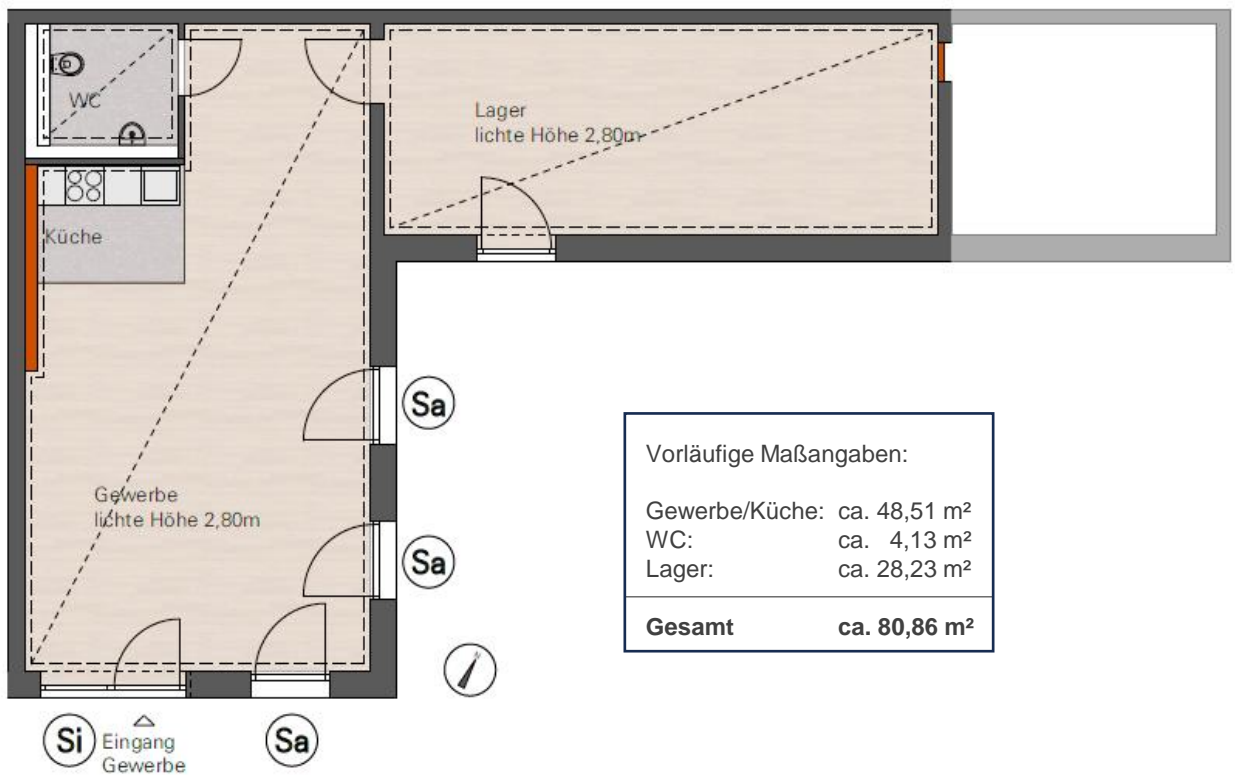 WC
Lager
lichte Höhe 2,80m
Küche
Sa
Gewerbe
lichte Höhe 2,80m
Sa
Vorläufige Maßangaben:
Gewerbe/Küche: ca. 48,51 m²
WC: ca. 4,13 m²
Lager: ca. 28,23 m²
Gesamt ca. 80,86 m²
N
Si
Eingang
Gewerbe
Sa